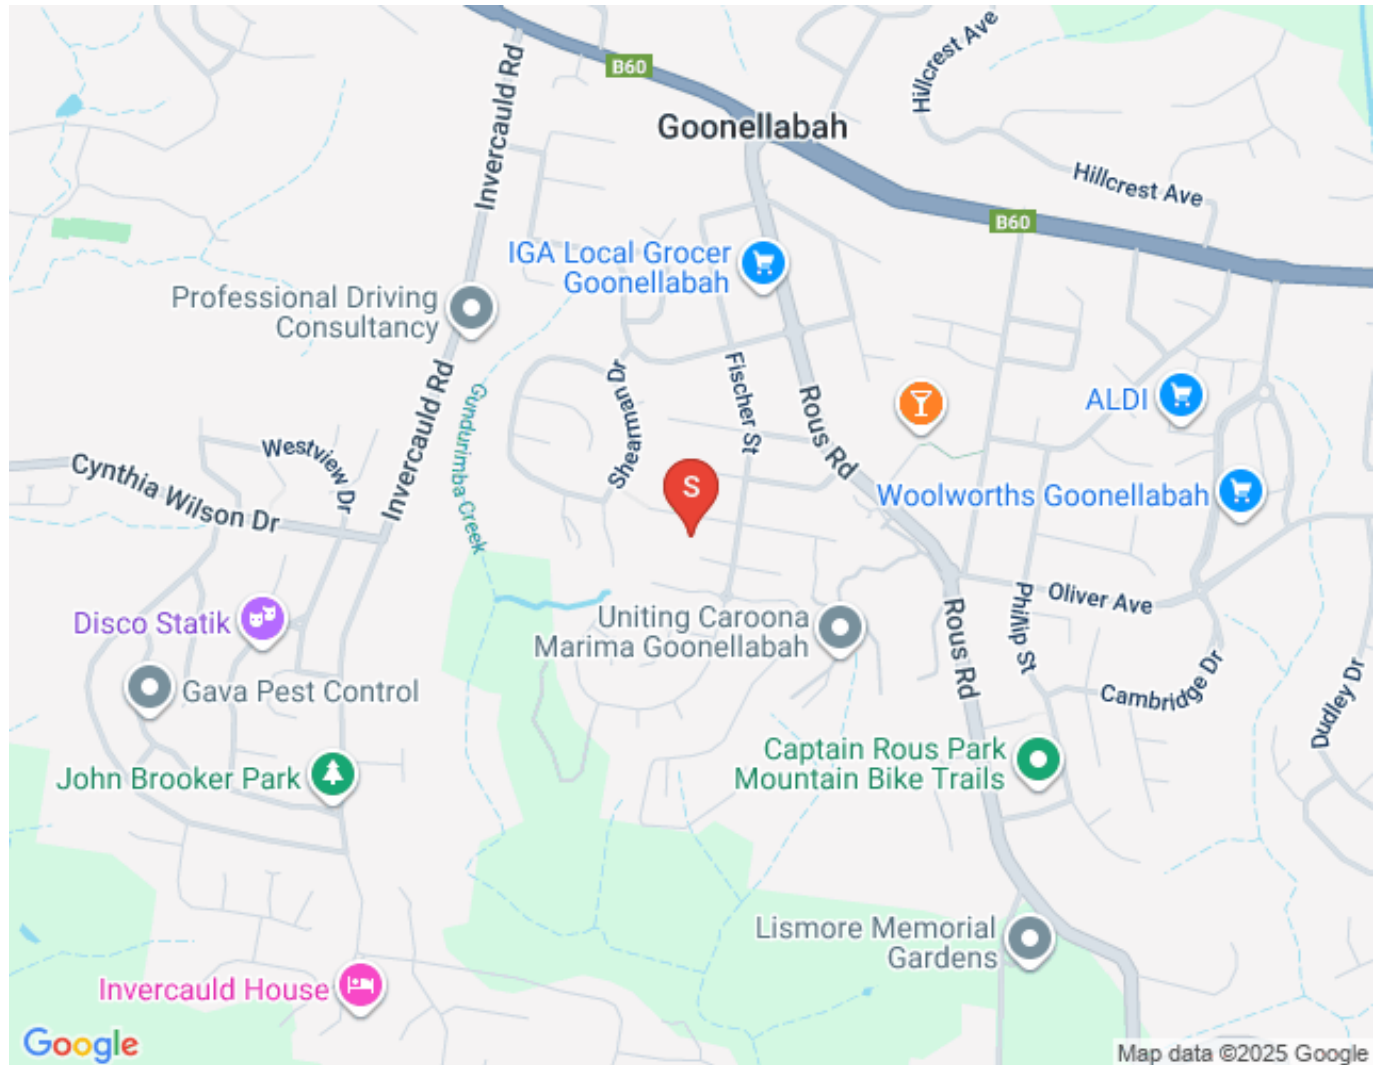 Hillcrest Ave
Invercauld Rd
B60
Goonellabah
Hillcrest Ave
B60
IGA Local Grocer
Goonellabah
Professional Driving
Consultancy
Fischer St
Shearman Dr
Invercauld Rd
Gundurimba Creek
Rous Rd
ALDI
Westview Dr
Cynthia Wilson Dr
S
Woolworths Goonellabah
Oliver Ave
Phillip St
Uniting Caroona
Marima Goonellabah
Disco Statik
Rous Rd
Gava Pest Control
Cambridge Dr
Dudley Dr
Captain Rous Park
Mountain Bike Trails
John Brooker Park
Lismore Memorial
Gardens
Invercauld House
Google
Map data ©2025 Google